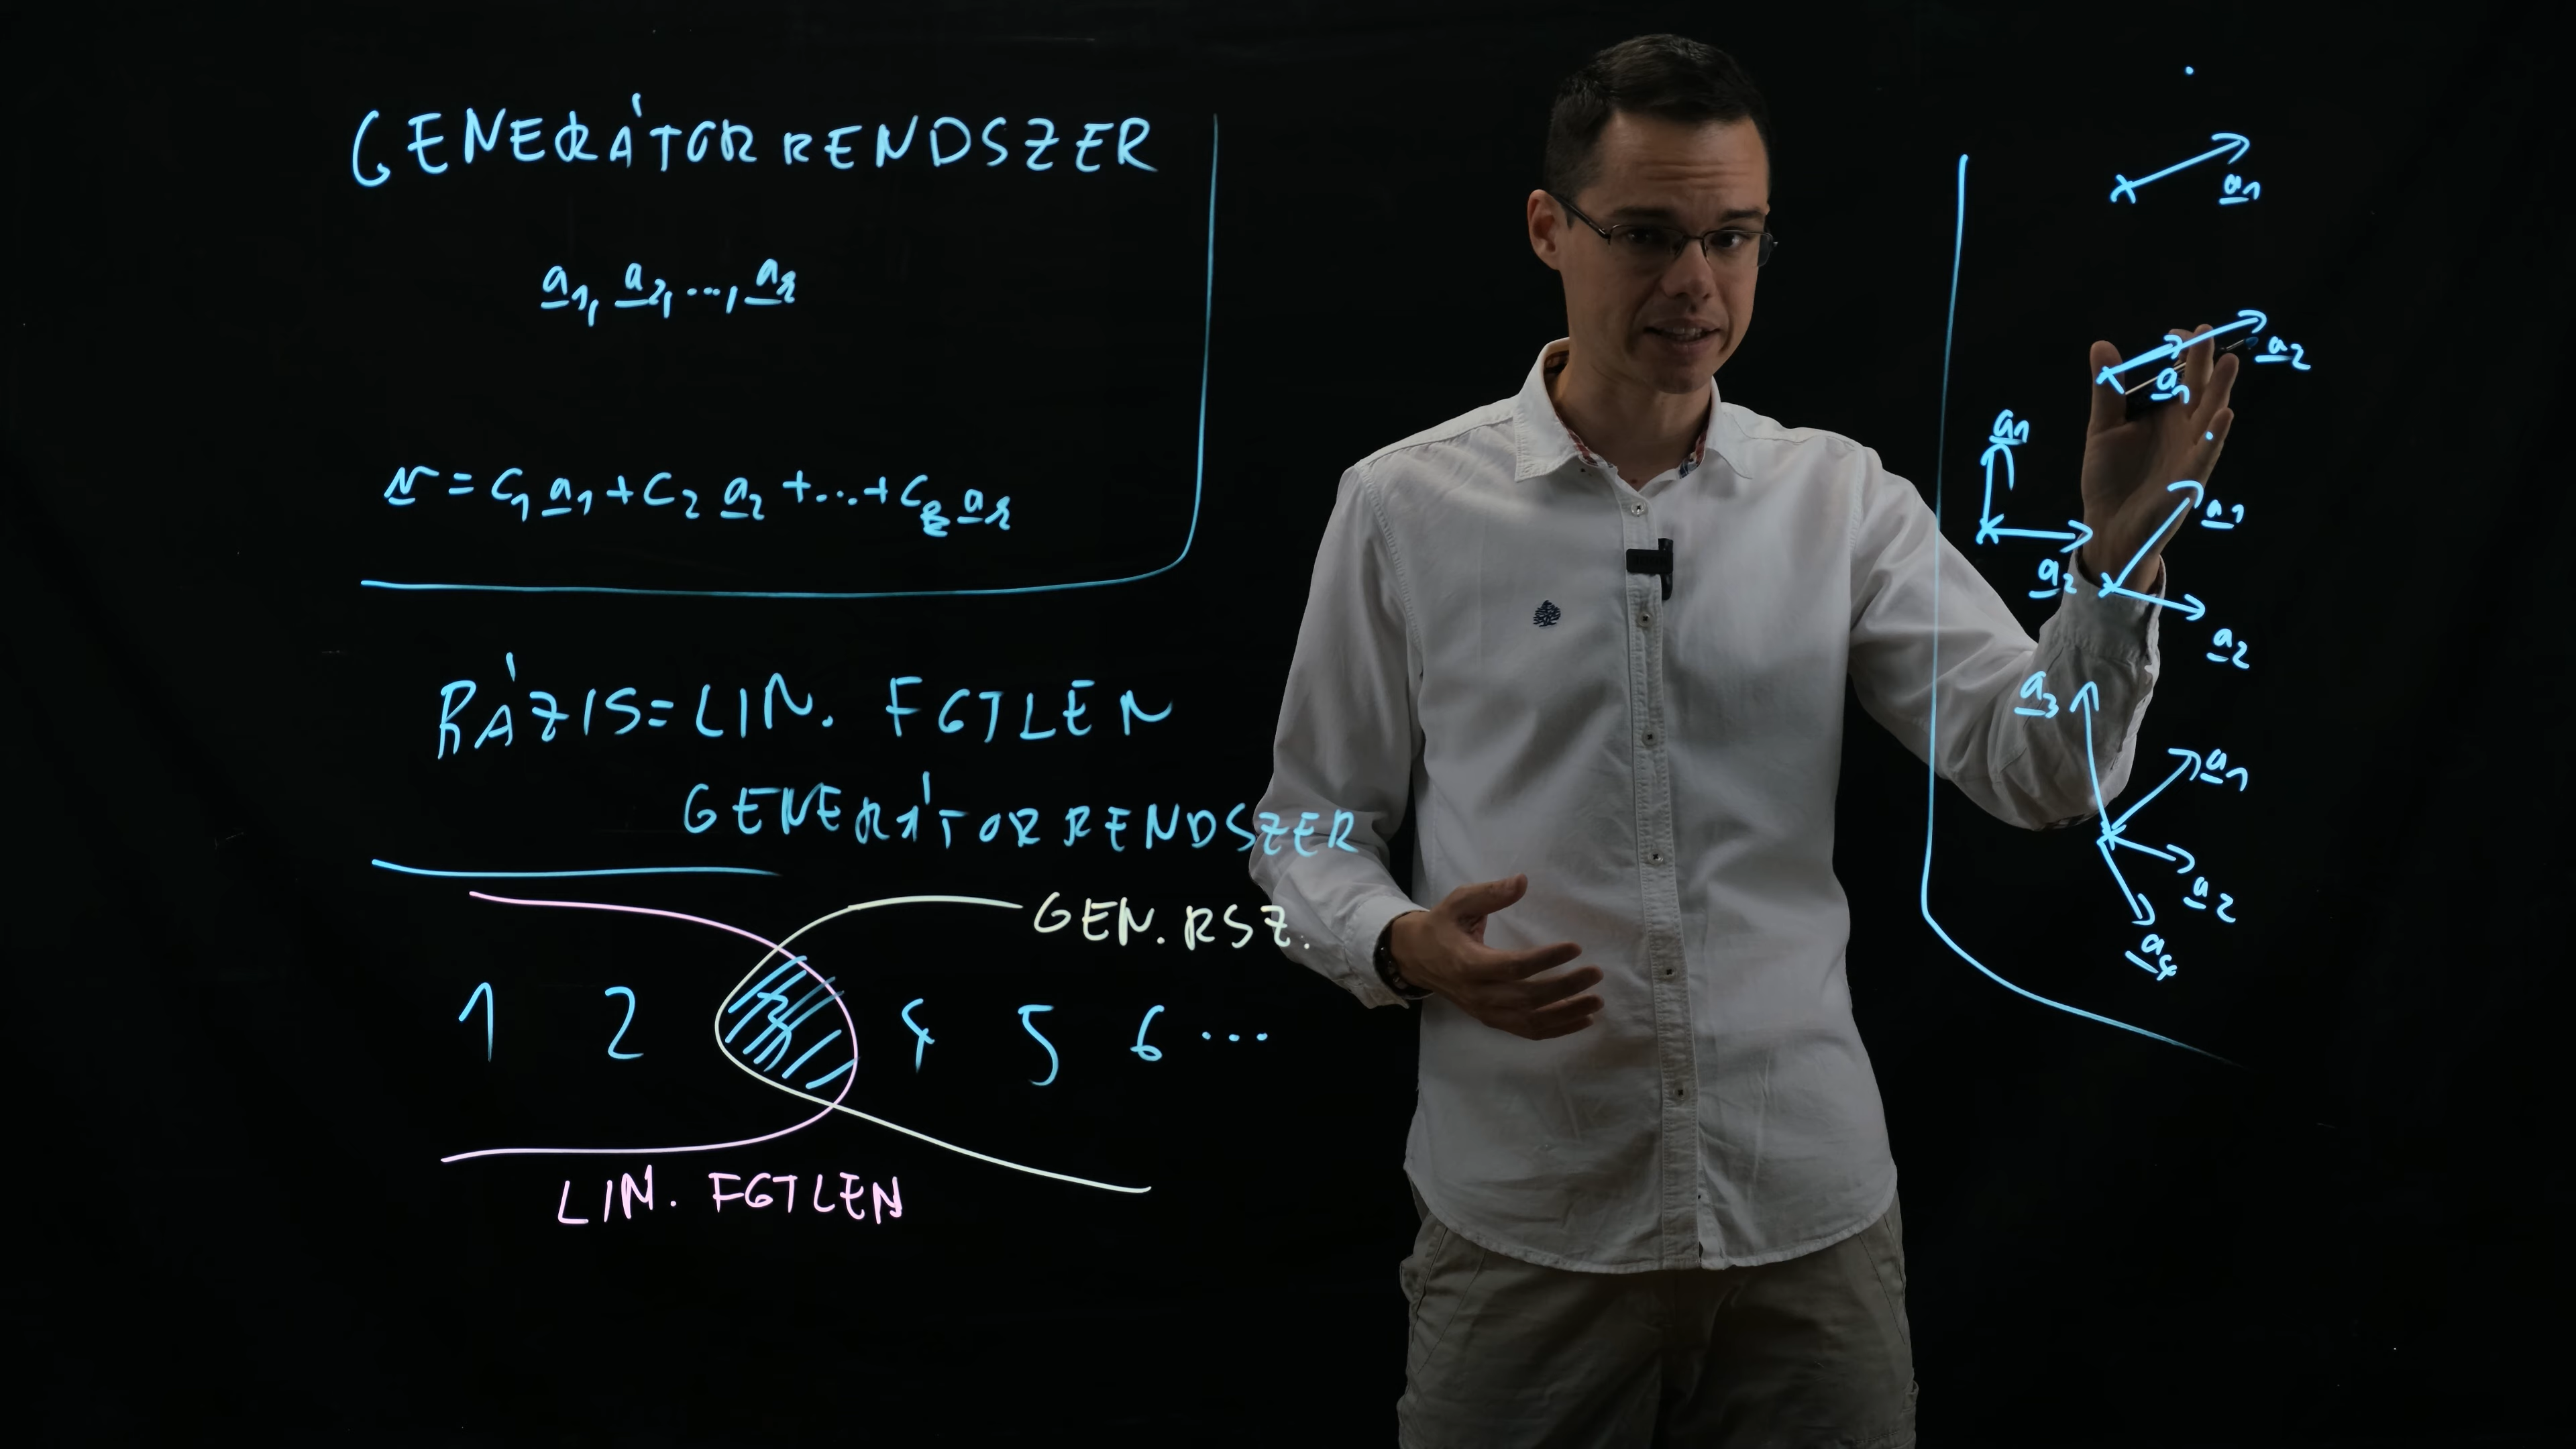 GENERÁTORRENDSZER
a1, a2, ..., ak
v = c1 a1 + c2 a2 + ... + ck ak
BÁZIS = LIN. FGTLEN
GENERÁTORRENDSZER
GEN. RSZ.
1 2 3 4 5 6 ...
LIN. FGTLEN
a1
a2
a1
a1
a2
a1
a2
a3
a1
a2
a4